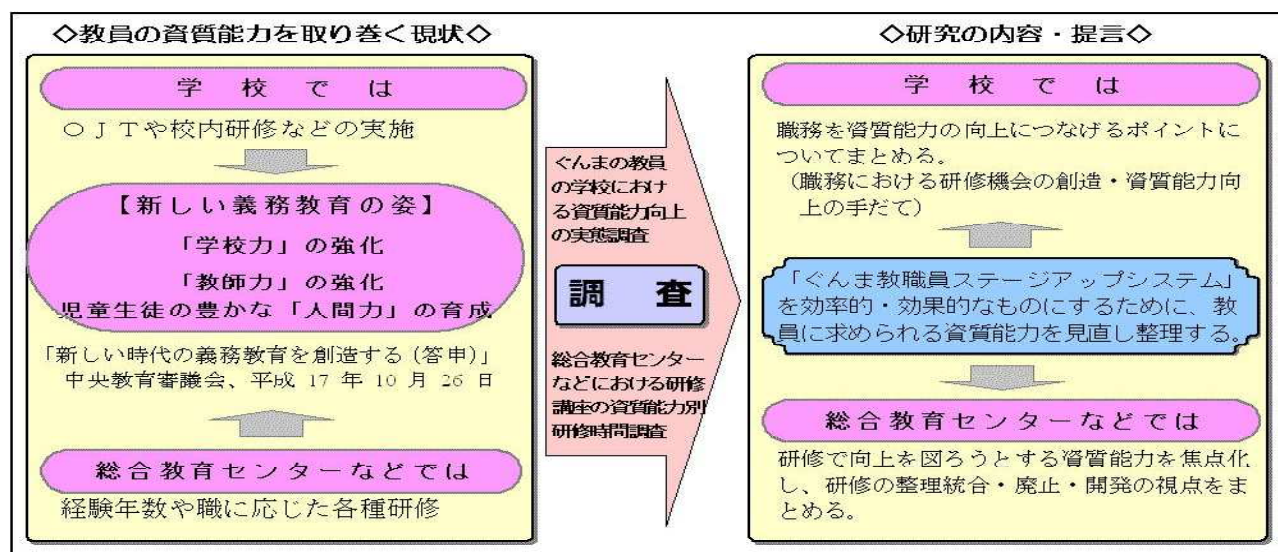 ◇教員の資質能力を取り巻く現状◇
学校では
○ＪＴや校内研修などの実施
【新しい義務教育の姿】
「学校力」の強化
「教師力」の強化
児童生徒の豊かな「人間力」の育成
「新しい時代の義務教育を創造する（答申）」
中央教育審議会、平成 17 年 10 月 26 日
総合教育センターなどでは
経験年数や職に応じた各種研修
ぐんまの教員
の学校におけ
る資質能力向上
の実態調査
調査
総合教育センター
などにおける研修
講座の資質能力別
研修時間調査
◇研究の内容・提言◇
学校では
職務を資質能力の向上につなげるポイントに
ついてまとめる。
（職務における研修機会の創造・資質能力向
上の手だて）
「ぐんま教職員ステージアップシステム」
を効率的・効果的なものにするために、教
員に求められる資質能力を見直し整理する。
総合教育センターなどでは
研修で向上を図ろうとする資質能力を焦点化
し、研修の整理統合・廃止・開発の視点をま
とめる。